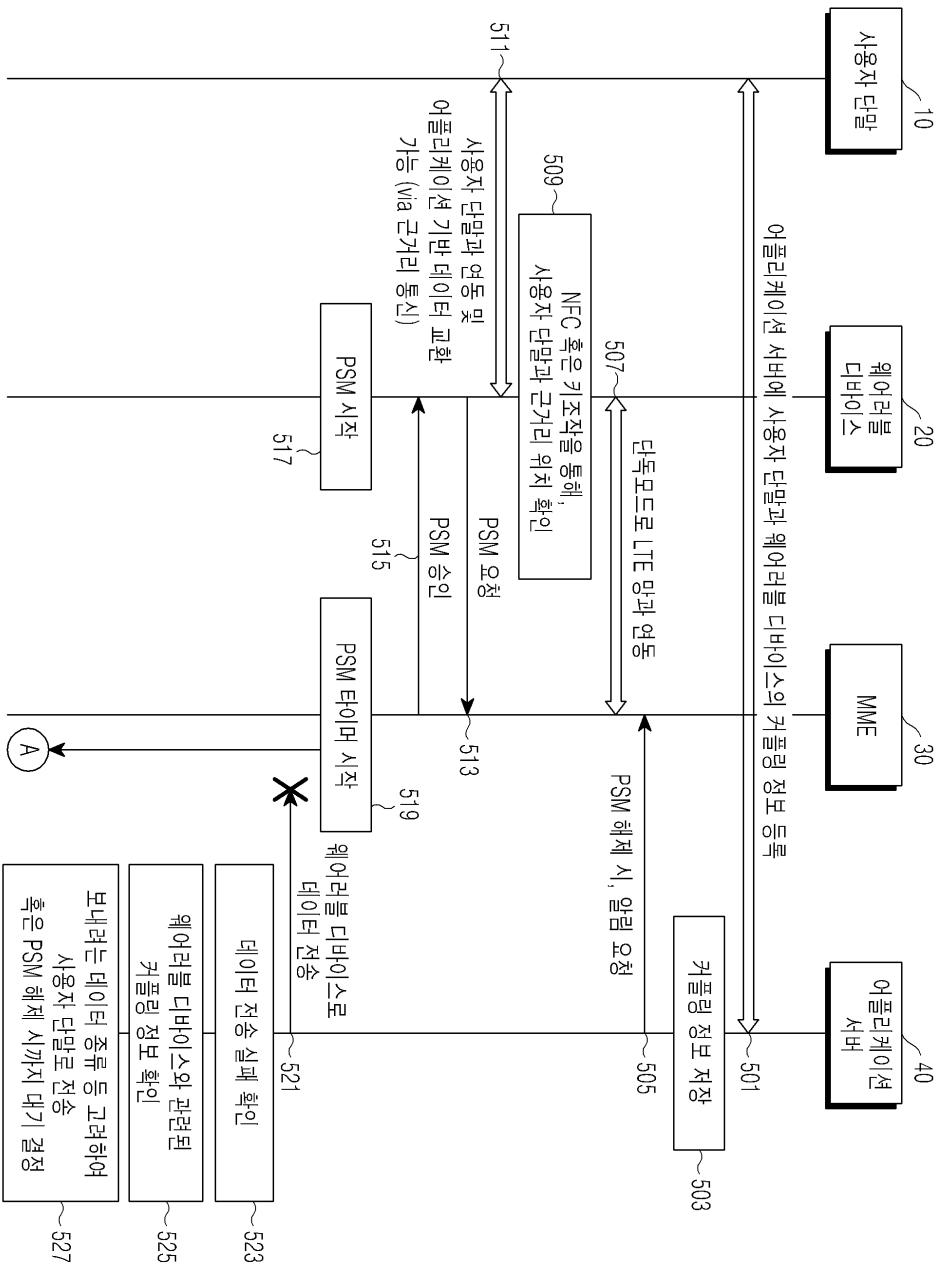 사용자 단말
10
웨어러블
디바이스
20
MME
30
어플리케이션
서버
40
어플리케이션 서버에 사용자 단말과 웨어러블 디바이스의 커플링 정보 등록
501
커플링 정보 저장
503
PSM 해제 시, 알림 요청
505
단독모드로 LTE 망과 연동
507
NFC 혹은 키조작을 통해,
사용자 단말과 근거리 위치 확인
509
511
사용자 단말과 연동 및
어플리케이션 기반 데이터 교환
가능 (via 근거리 통신)
PSM 요청
513
PSM 승인
515
PSM 시작
517
PSM 타이머 시작
519
웨어러블 디바이스로
데이터 전송
521
데이터 전송 실패 확인
523
웨어러블 디바이스와 관련된
커플링 정보 확인
525
보내려는 데이터 종류 등 고려하여
사용자 단말로 전송
혹은 PSM 해제 시까지 대기 결정
527
A